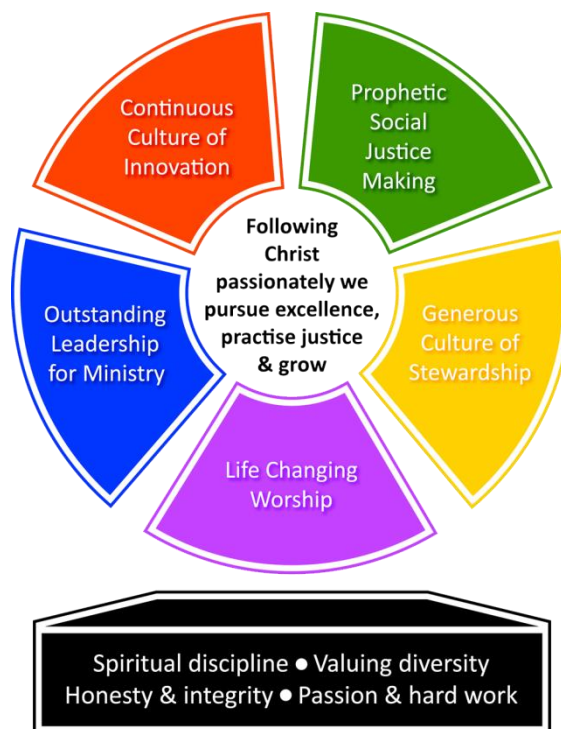 Continuous
Culture of
Innovation
Prophetic
Social
Justice
Making
Following
Christ
passionately we
pursue excellence,
practise justice
& grow
Outstanding
Leadership
for Ministry
Generous
Culture of
Stewardship
Life Changing
Worship
Spiritual discipline ● Valuing diversity
Honesty & integrity ● Passion & hard work